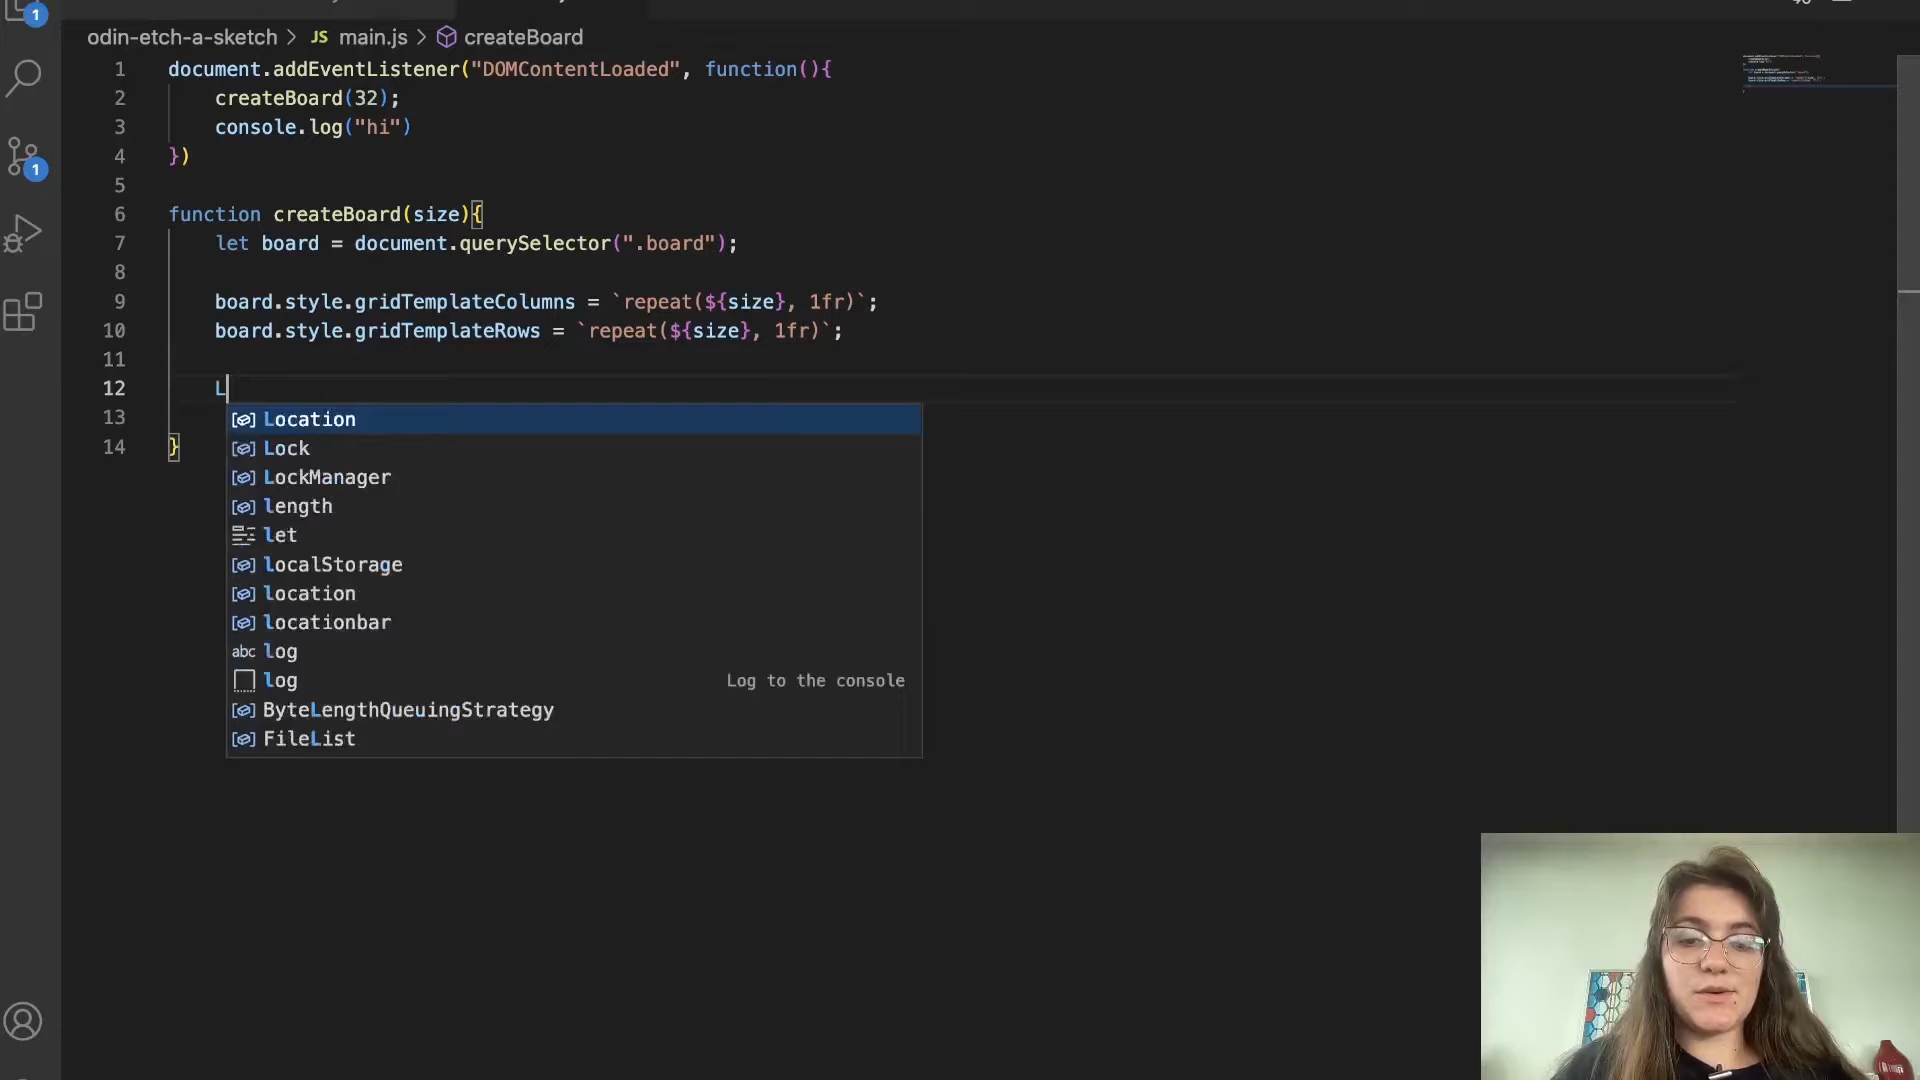 1
odin-etch-a-sketch > JS main.js > createBoard
1 document.addEventListener("DOMContentLoaded", function(){
2 createBoard(32);
3 console.log("hi")
4 })
5
6 function createBoard(size){
7 let board = document.querySelector(".board");
8
9 board.style.gridTemplateColumns = `repeat(${size}, 1fr)`;
10 board.style.gridTemplateRows = `repeat(${size}, 1fr)`;
11
12 L
13
14 }
Location
Lock
LockManager
length
let
localStorage
location
locationbar
abc log
log Log to the console
ByteLengthQueuingStrategy
FileList
1